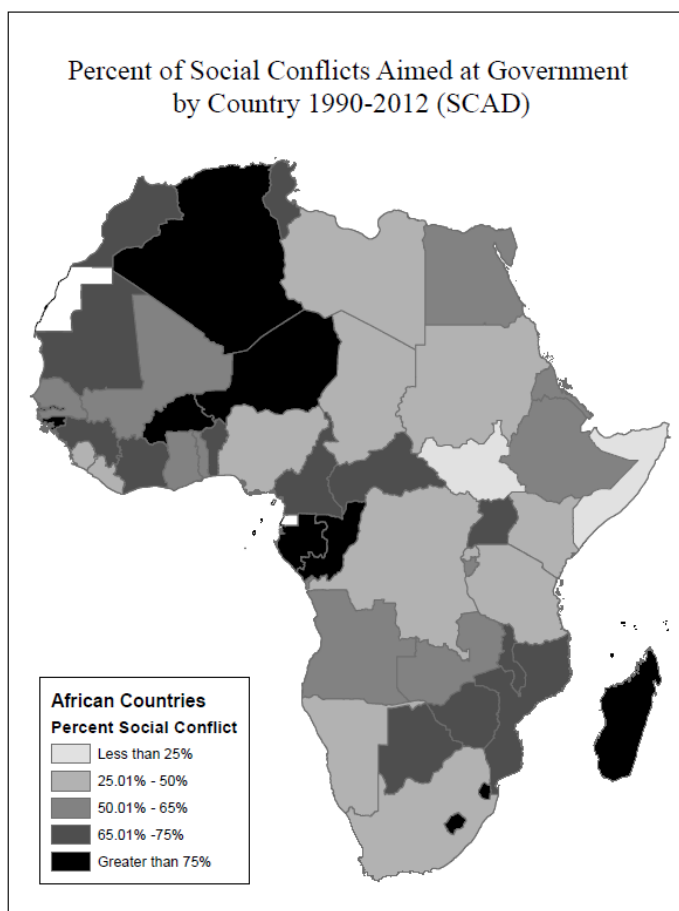 Percent of Social Conflicts Aimed at Government
by Country 1990-2012 (SCAD)
African Countries
Percent Social Conflict
Less than 25%
25.01% - 50%
50.01% - 65%
65.01% -75%
Greater than 75%